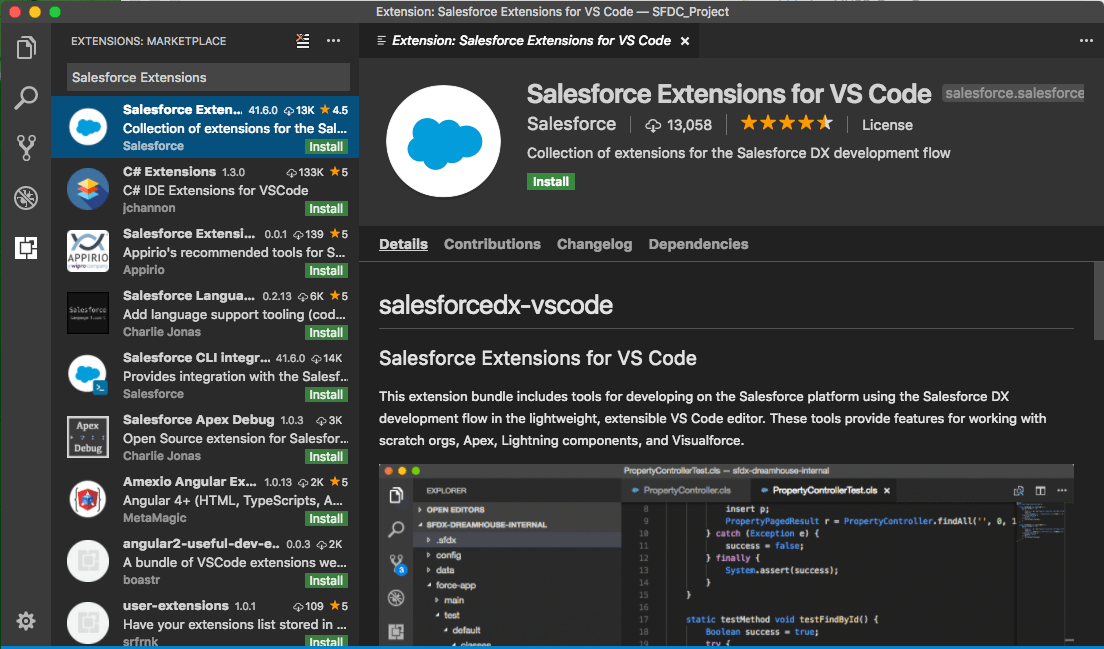 Extension: Salesforce Extensions for VS Code — SFDC_Project
EXTENSIONS: MARKETPLACE
Salesforce Extensions
Salesforce Exten... 41.6.0 13K 4.5
Collection of extensions for the Sal...
Salesforce Install
C# Extensions 1.3.0 133K 5
C# IDE Extensions for VSCode
jchannon Install
Salesforce Extensi... 0.0.1 139 5
Appirio's recommended tools for S...
Appirio Install
APPIRIO
a wipro company
Salesforce Langua... 0.2.13 6K 5
Add language support tooling (cod...
Charlie Jonas Install
Salesforce
Language Support
Salesforce CLI integr... 41.6.0 14K
Provides integration with the Salesf...
Salesforce Install
Salesforce Apex Debug 1.0.3 3K
Open Source extension for Salesfor...
Charlie Jonas Install
Apex
Debug
Amexio Angular Ex... 1.0.13 2K 5
Angular 4+ (HTML, TypeScripts, A...
MetaMagic Install
angular2-useful-dev-e... 0.0.3 2K
A bundle of VSCode extensions we...
boastr Install
user-extensions 1.0.1 109 5
Have your extensions list stored in ...
srfrnk Install
Extension: Salesforce Extensions for VS Code ×
Salesforce Extensions for VS Code salesforce.salesforce
Salesforce | 13,058 | | License
Collection of extensions for the Salesforce DX development flow
Install
Details Contributions Changelog Dependencies
salesforcedx-vscode
Salesforce Extensions for VS Code
This extension bundle includes tools for developing on the Salesforce platform using the Salesforce DX
development flow in the lightweight, extensible VS Code editor. These tools provide features for working with
scratch orgs, Apex, Lightning components, and Visualforce.
PropertyControllerTest.cls — sfdx-dreamhouse-internal
EXPLORER
OPEN EDITORS
SFDX-DREAMHOUSE-INTERNAL
.sfdx
config
data
force-app
main
test
default
classes
3
PropertyController.cls PropertyControllerTest.cls ×
8 insert p;
9 PropertyPagedResult r = PropertyController.findAll('', 0, 1
10 } catch (Exception e) {
11 success = false;
12 } finally {
13 System.assert(success);
14 }
15 }
16
17 static testMethod void testFindById() {
18 Boolean success = true;
19 try {